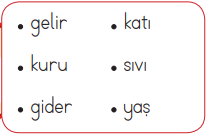 • gelir • katı
• kuru • sıvı
• gider • yaş